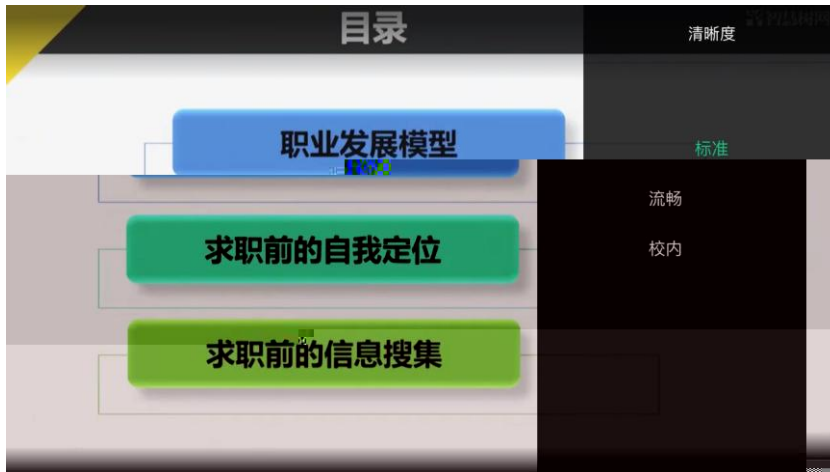 目录
清晰度
职业发展模型
标准
流畅
求职前的自我定位
校内
求职前的信息搜集